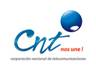 cnt
nos une !
corporación nacional de telecomunicaciones